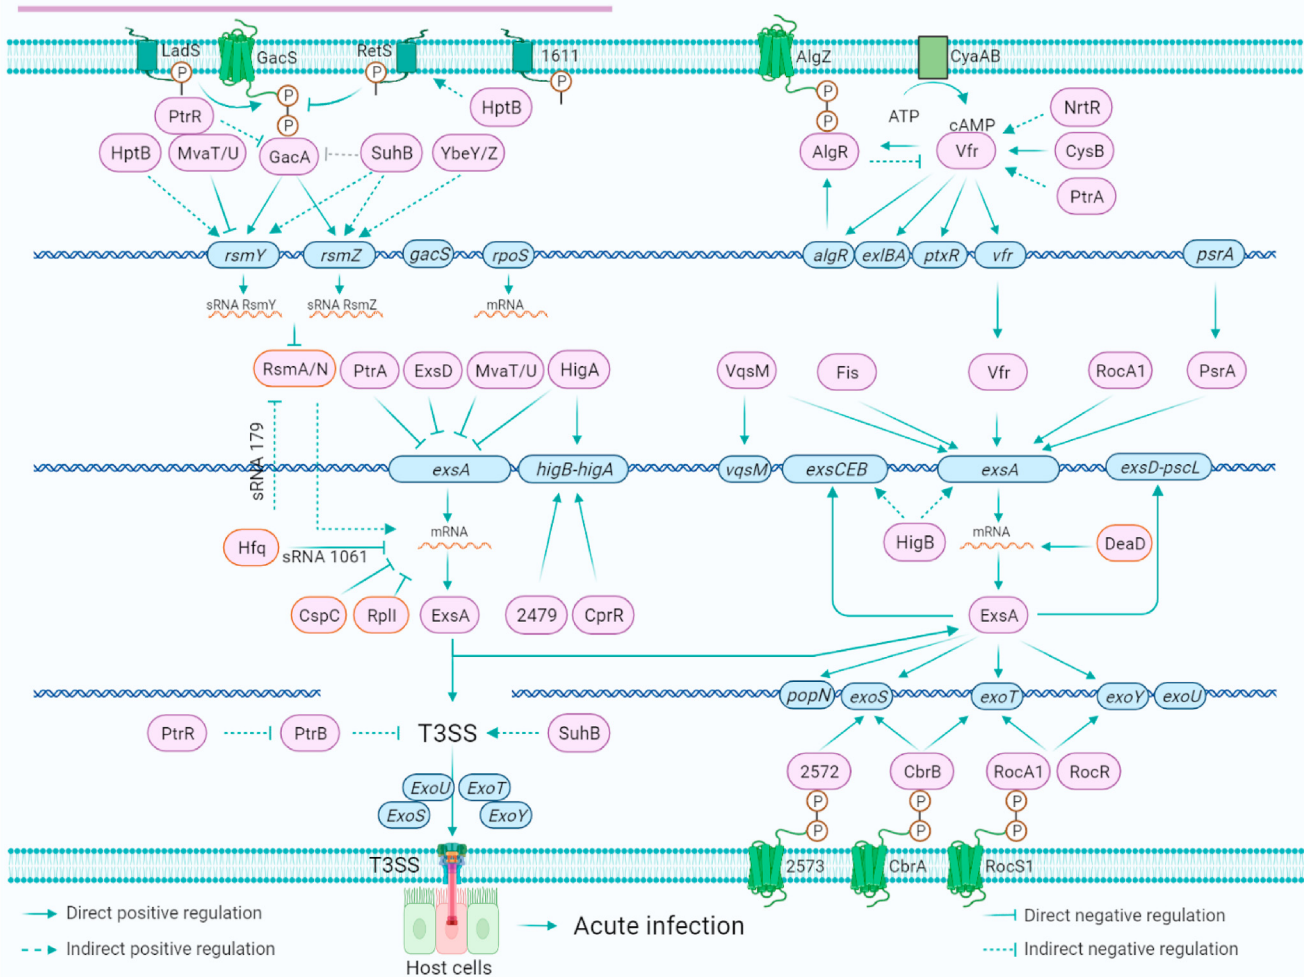 LadS
GacS
RetS
1611
AlgZ
CyaAB
P
P
P
P
P
P
P
PtrR
HptB
ATP
cAMP
NrtR
HptB
MvaT/U
GacA
SuhB
YbeY/Z
AlgR
Vfr
CysB
PtrA
rsmY
rsmZ
gacS
rpoS
algR
exlBA
ptxR
vfr
psrA
sRNA RsmY
sRNA RsmZ
mRNA
RsmA/N
PtrA
ExsD
MvaT/U
HigA
VqsM
Fis
Vfr
RocA1
PsrA
sRNA 179
exsA
higB-higA
vqsM
exsCEB
exsA
exsD-pscL
Hfq
sRNA 1061
mRNA
HigB
mRNA
DeaD
CspC
RplI
ExsA
2479
CprR
ExsA
popN
exoS
exoT
exoY
exoU
PtrR
PtrB
T3SS
SuhB
2572
CbrB
RocA1
RocR
ExoU
ExoT
ExoS
ExoY
P
P
P
P
P
P
T3SS
2573
CbrA
RocS1
Direct positive regulation
Indirect positive regulation
Host cells
Acute infection
Direct negative regulation
Indirect negative regulation